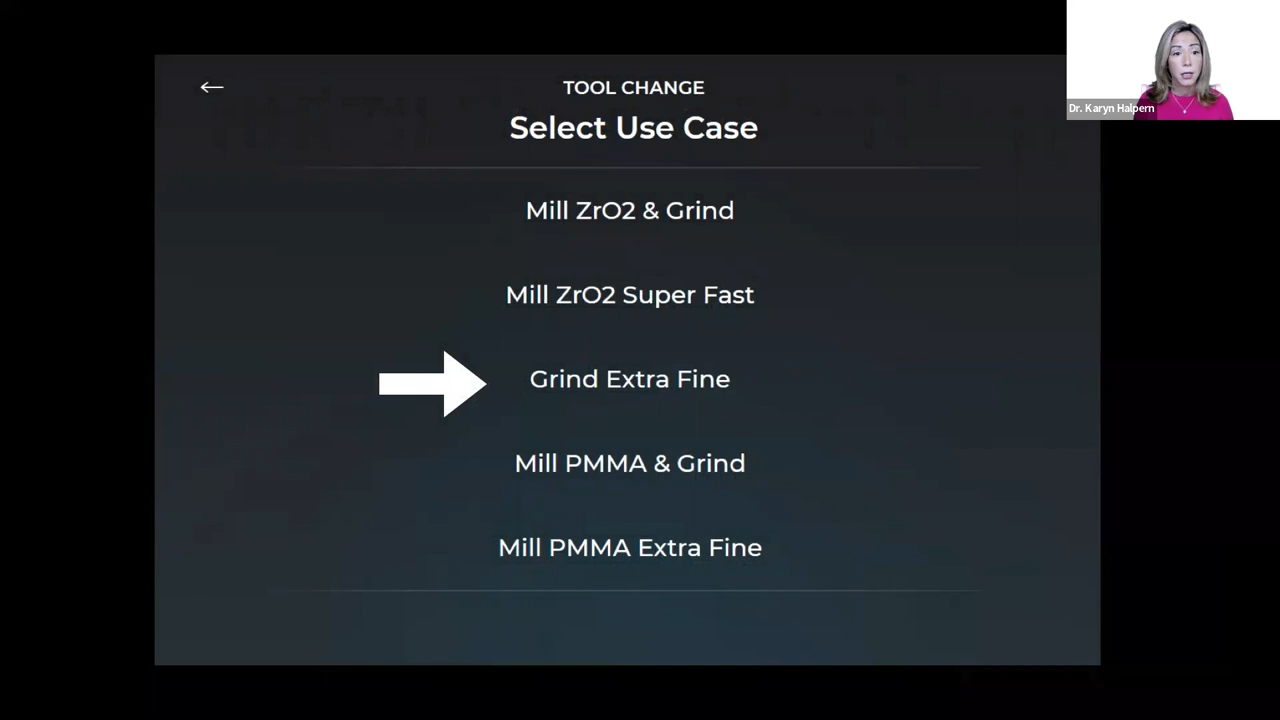 TOOL CHANGE
Select Use Case
Mill ZrO2 & Grind
Mill ZrO2 Super Fast
Grind Extra Fine
Mill PMMA & Grind
Mill PMMA Extra Fine
Dr. Karyn Halpern